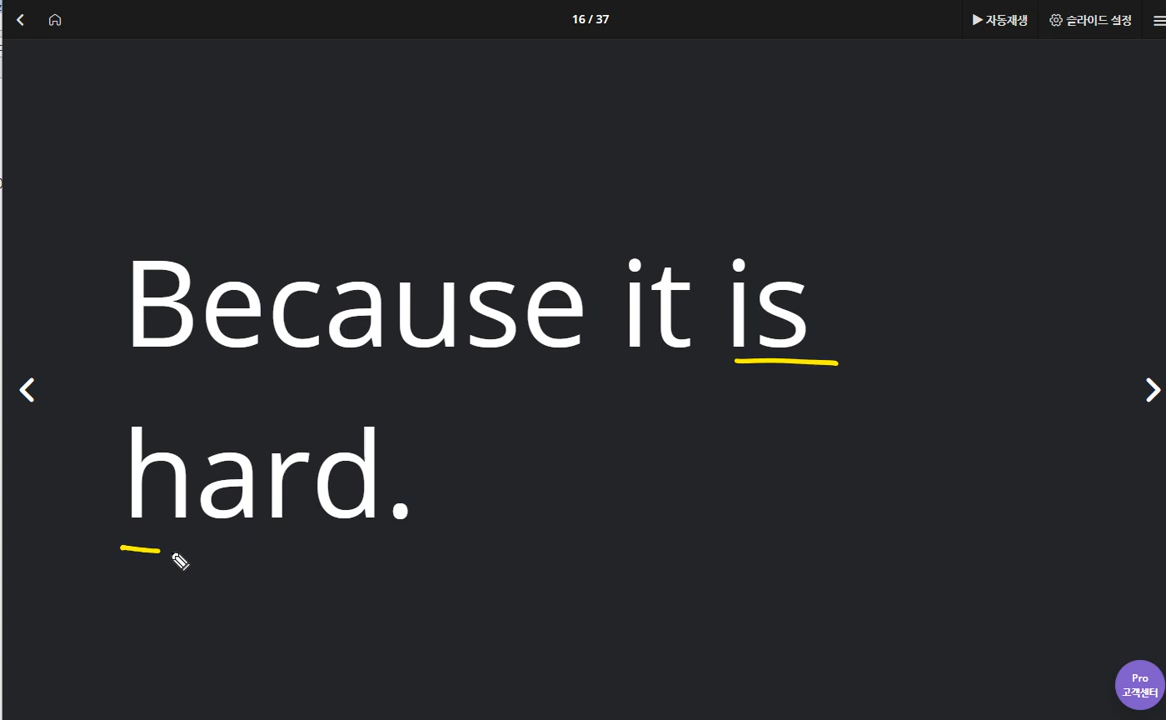 16 / 37
▶ 자동재생
슬라이드 설정
Because it is
hard.
Pro
고객센터